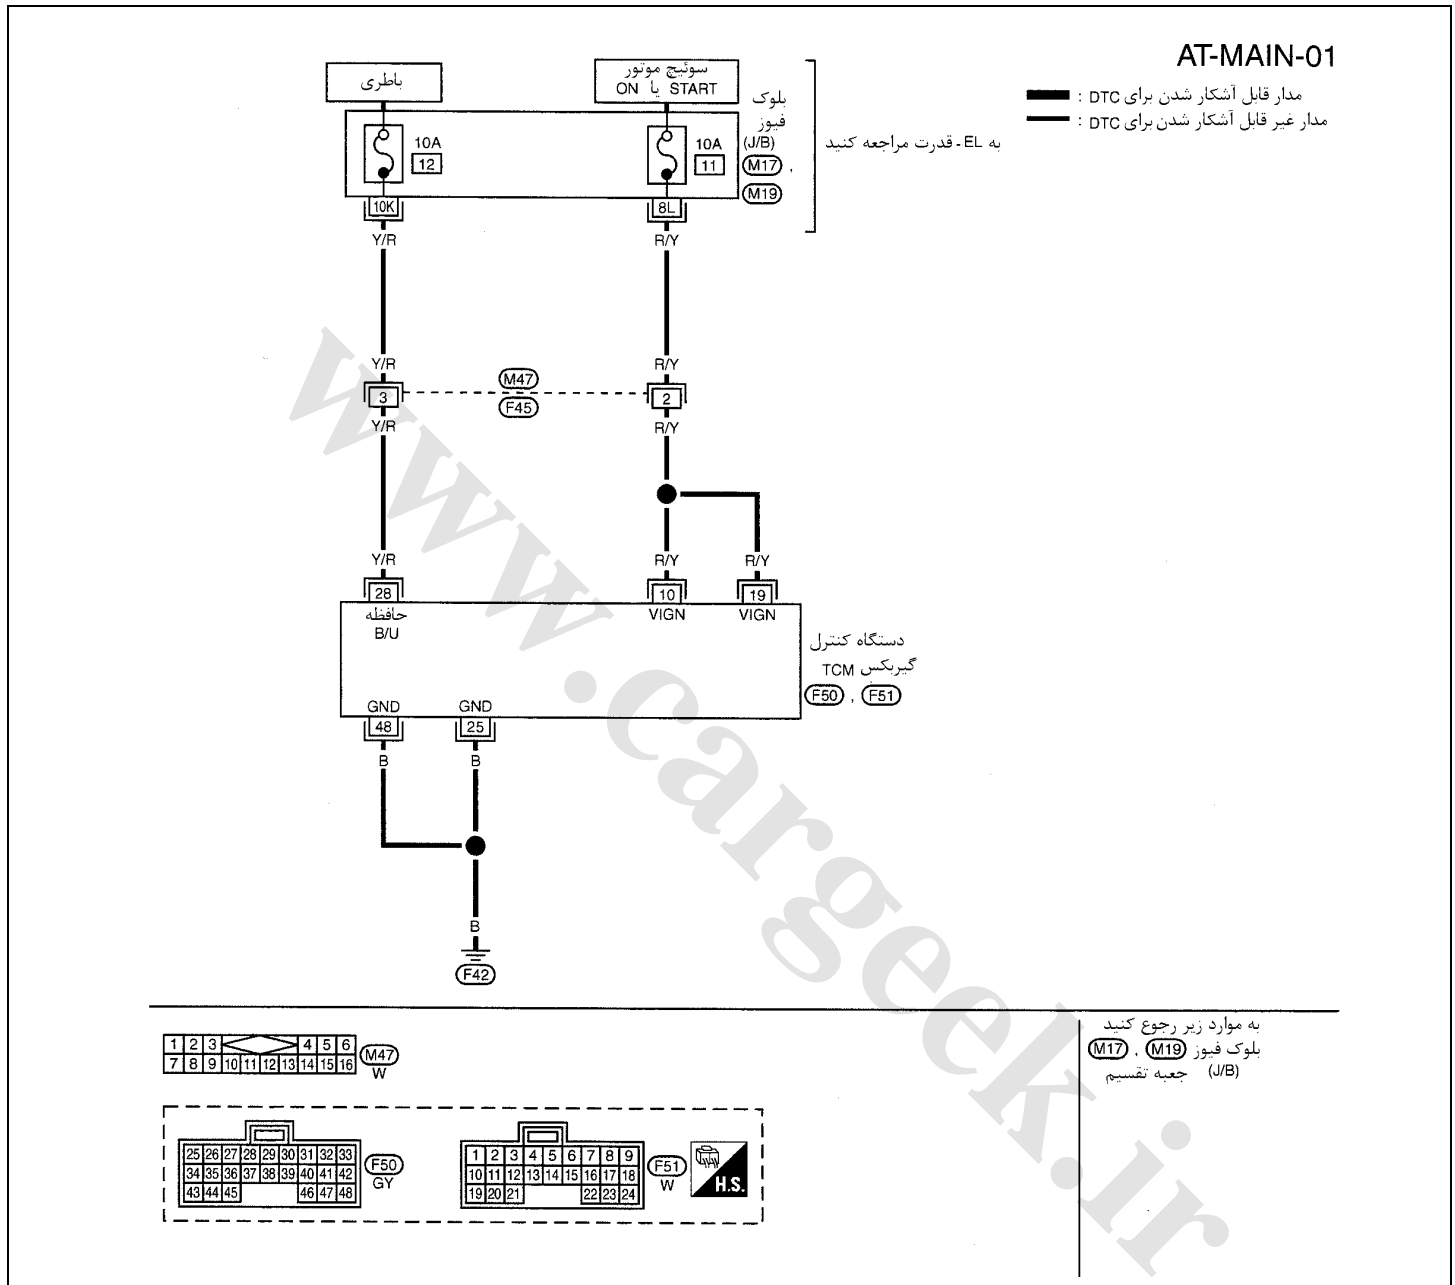 AT-MAIN-01
مدار قابل آشکار شدن برای DTC :
مدار غیر قابل آشکار شدن برای DTC :
باطری
سوئیچ موتور
ON یا START
10A
12
10A
11
بلوک
فیوز
(J/B)
M17 ,
M19
به EL - قدرت مراجعه کنید
10K
8L
Y/R
R/Y
Y/R
R/Y
3
M47
F45
2
Y/R
R/Y
Y/R
R/Y
R/Y
28
10
19
حافظه
B/U
VIGN
VIGN
دستگاه کنترل
گیربکس TCM
F50 , F51
GND
GND
48
25
B
B
B
F42
به موارد زیر رجوع کنید
بلوک فیوز M17 , M19
(J/B) جعبه تقسیم
1 2 3 4 5 6
7 8 9 10 11 12 13 14 15 16
M47
W
25 26 27 28 29 30 31 32 33
34 35 36 37 38 39 40 41 42
43 44 45 46 47 48
F50
GY
1 2 3 4 5 6 7 8 9
10 11 12 13 14 15 16 17 18
19 20 21 22 23 24
F51
W
H.S.
www.cargeek.ir